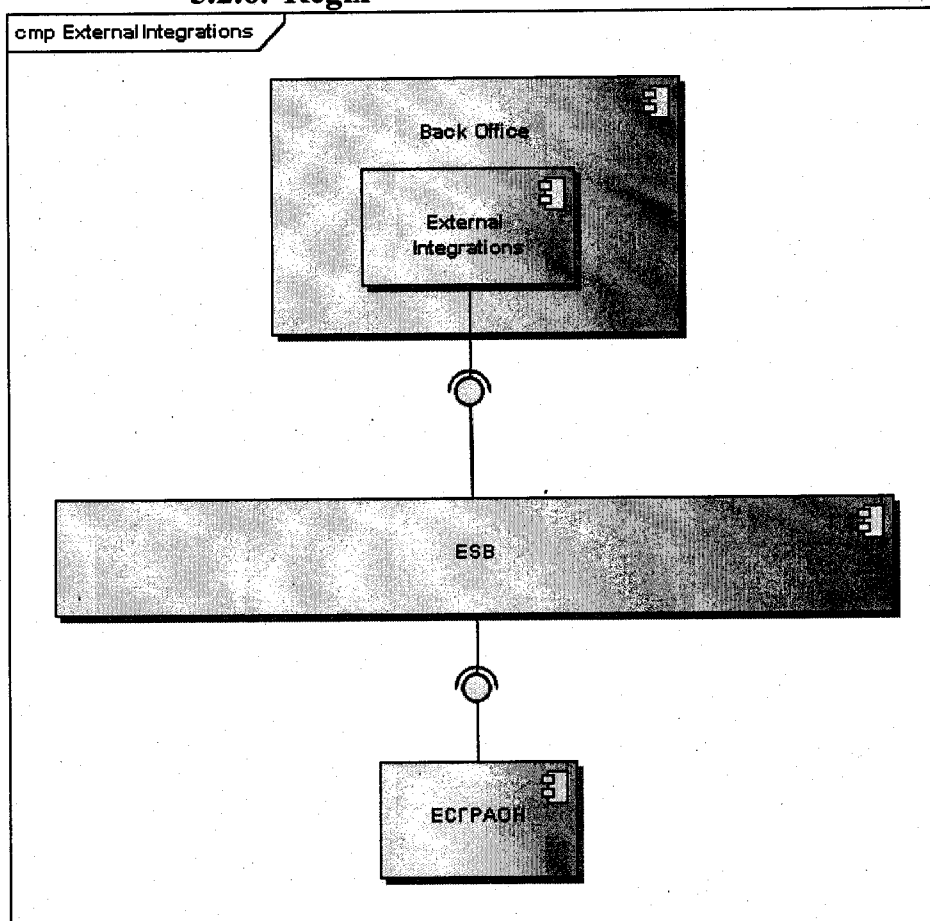 cmp External Integrations
Back Office
External
Integrations
ESB
ЕСГРАОН